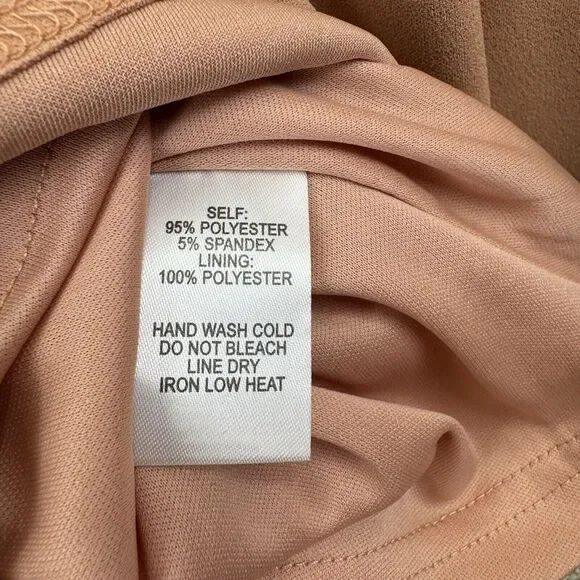 SELF:
95% POLYESTER
5% SPANDEX
LINING:
100% POLYESTER
HAND WASH COLD
DO NOT BLEACH
LINE DRY
IRON LOW HEAT